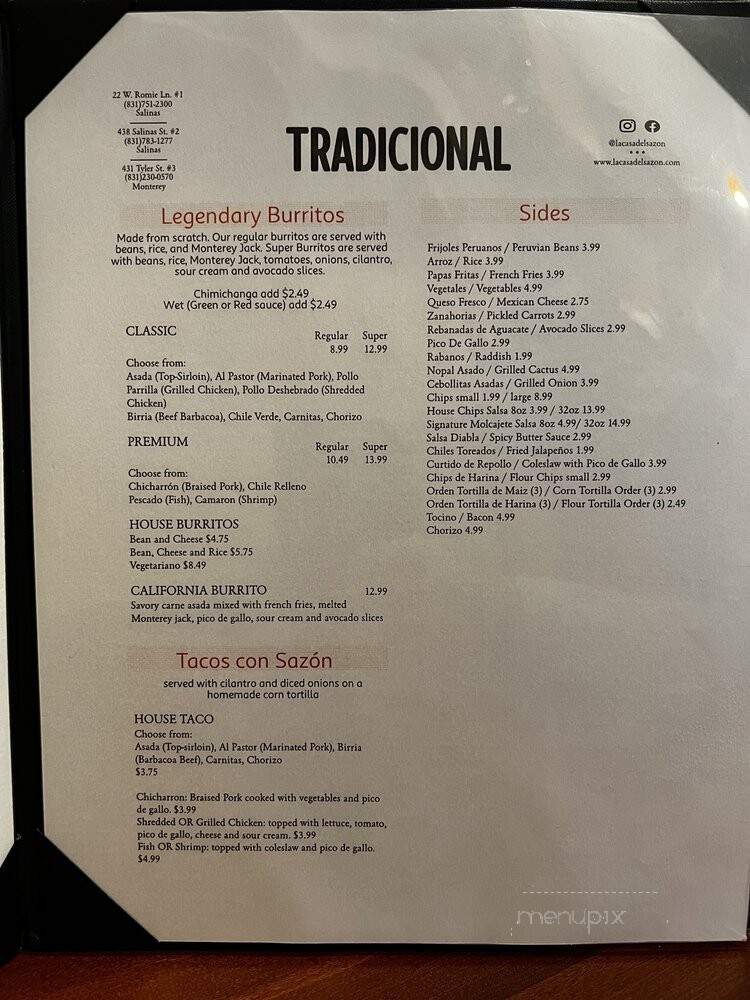 22 W. Romie Ln. #1
(831)751-2300
Salinas
438 Salinas St. #2
(831)783-1277
Salinas
431 Tyler St. #3
(831)230-0570
Monterey
TRADICIONAL
@lacasadelsazon
www.lacasadelsazon.com
Legendary Burritos
Made from scratch. Our regular burritos are served with
beans, rice, and Monterey Jack. Super Burritos are served
with beans, rice, Monterey Jack, tomatoes, onions, cilantro,
sour cream and avocado slices.
Chimichanga add $2.49
Wet (Green or Red sauce) add $2.49
CLASSIC
Regular Super
8.99 12.99
Choose from:
Asada (Top-Sirloin), Al Pastor (Marinated Pork), Pollo
Parrilla (Grilled Chicken), Pollo Deshebrado (Shredded
Chicken)
Birria (Beef Barbacoa), Chile Verde, Carnitas, Chorizo
PREMIUM
Regular Super
10.49 13.99
Choose from:
Chicharrón (Braised Pork), Chile Relleno
Pescado (Fish), Camaron (Shrimp)
HOUSE BURRITOS
Bean and Cheese $4.75
Bean, Cheese and Rice $5.75
Vegetariano $8.49
CALIFORNIA BURRITO 12.99
Savory carne asada mixed with french fries, melted
Monterey jack, pico de gallo, sour cream and avocado slices
Tacos con Sazón
served with cilantro and diced onions on a
homemade corn tortilla
HOUSE TACO
Choose from:
Asada (Top-sirloin), Al Pastor (Marinated Pork), Birria
(Barbacoa Beef), Carnitas, Chorizo
$3.75
Chicharron: Braised Pork cooked with vegetables and pico
de gallo. $3.99
Shredded OR Grilled Chicken: topped with lettuce, tomato,
pico de gallo, cheese and sour cream. $3.99
Fish OR Shrimp: topped with coleslaw and pico de gallo.
$4.99
Sides
Frijoles Peruanos / Peruvian Beans 3.99
Arroz / Rice 3.99
Papas Fritas / French Fries 3.99
Vegetales / Vegetables 4.99
Queso Fresco / Mexican Cheese 2.75
Zanahorias / Pickled Carrots 2.99
Rebanadas de Aguacate / Avocado Slices 2.99
Pico De Gallo 2.99
Rabanos / Raddish 1.99
Nopal Asado / Grilled Cactus 4.99
Cebollitas Asadas / Grilled Onion 3.99
Chips small 1.99 / large 8.99
House Chips Salsa 8oz 3.99 / 32oz 13.99
Signature Molcajete Salsa 8oz 4.99/ 32oz 14.99
Salsa Diabla / Spicy Butter Sauce 2.99
Chiles Toreados / Fried Jalapeños 1.99
Curtido de Repollo / Coleslaw with Pico de Gallo 3.99
Chips de Harina / Flour Chips small 2.99
Orden Tortilla de Maiz (3) / Corn Tortilla Order (3) 2.99
Orden Tortilla de Harina (3) / Flour Tortilla Order (3) 2.49
Tocino / Bacon 4.99
Chorizo 4.99
menupix